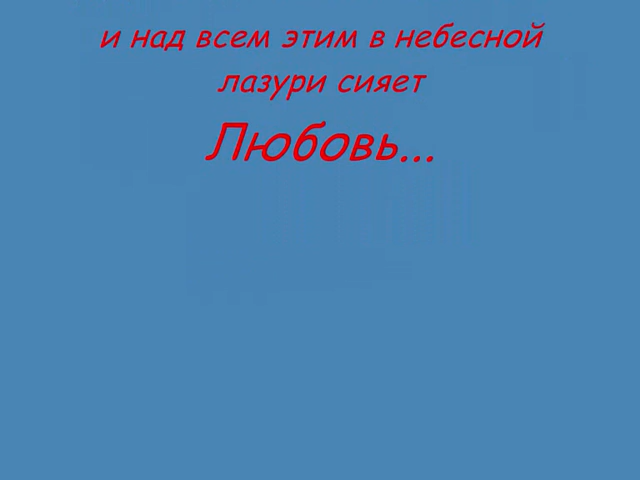 и над всем этим в небесной
лазури сияет
Любовь...